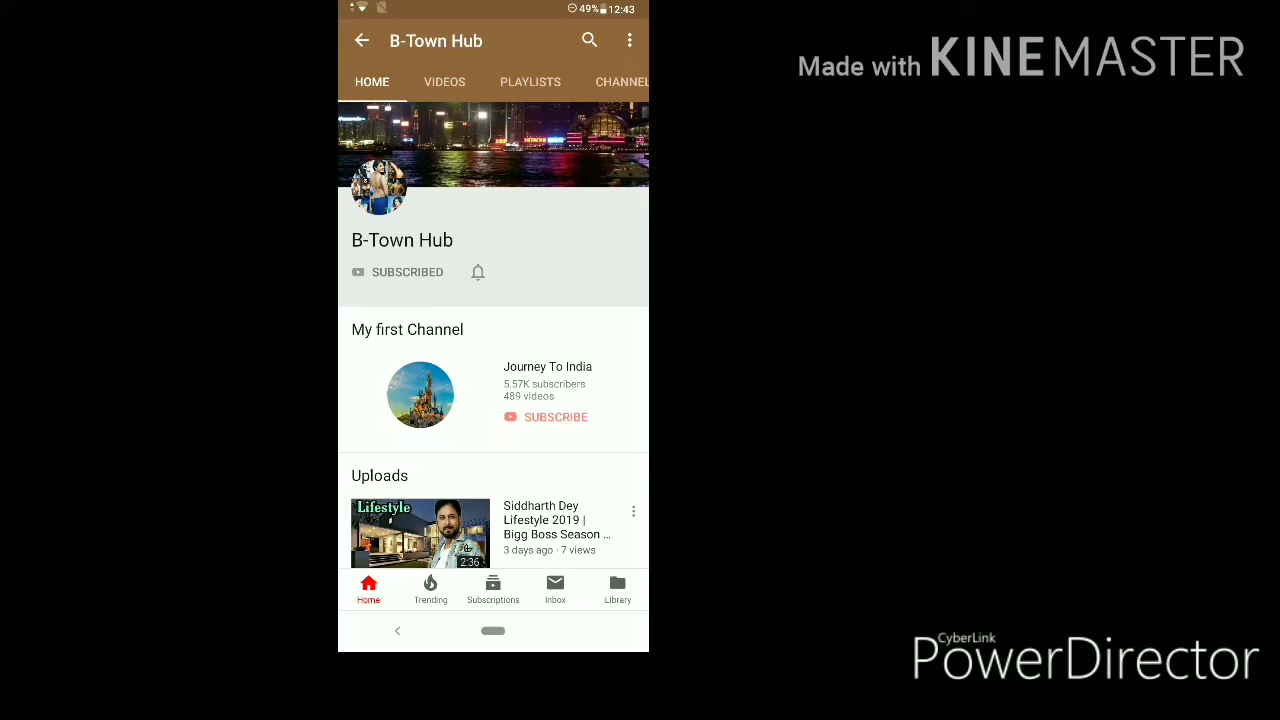 49% 12:43
B-Town Hub
HOME VIDEOS PLAYLISTS CHANNEL
HITACHI
B-Town Hub
SUBSCRIBED
My first Channel
Journey To India
5.57K subscribers
489 videos
SUBSCRIBE
Uploads
Lifestyle
2:36
Siddharth Dey
Lifestyle 2019 |
Bigg Boss Season ...
3 days ago · 7 views
Home Trending Subscriptions Inbox Library
Made with KINEMASTER
CyberLink
PowerDirector